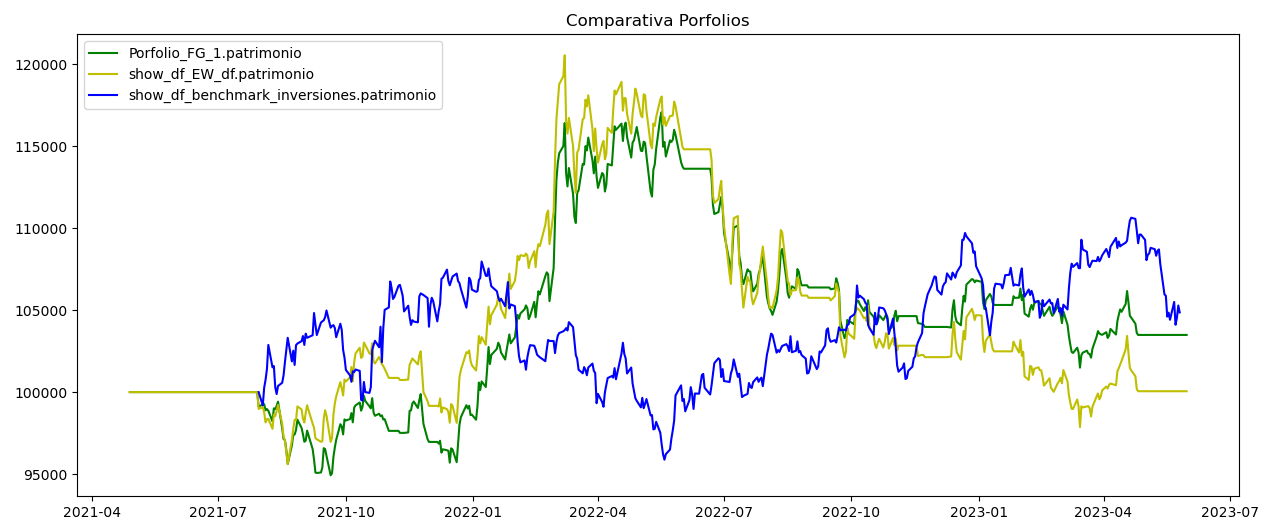 Comparativa Porfolios
Porfolio_FG_1.patrimonio
show_df_EW_df.patrimonio
show_df_benchmark_inversiones.patrimonio
120000
115000
110000
105000
100000
95000
2021-04 2021-07 2021-10 2022-01 2022-04 2022-07 2022-10 2023-01 2023-04 2023-07